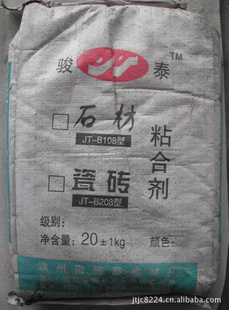 骏 泰 TM
石材
JT-B108型
粘合剂
瓷砖
JT-B208型
级别:
净含量: 20±1kg 颜色:
jtjc8224.cn.alibaba.com